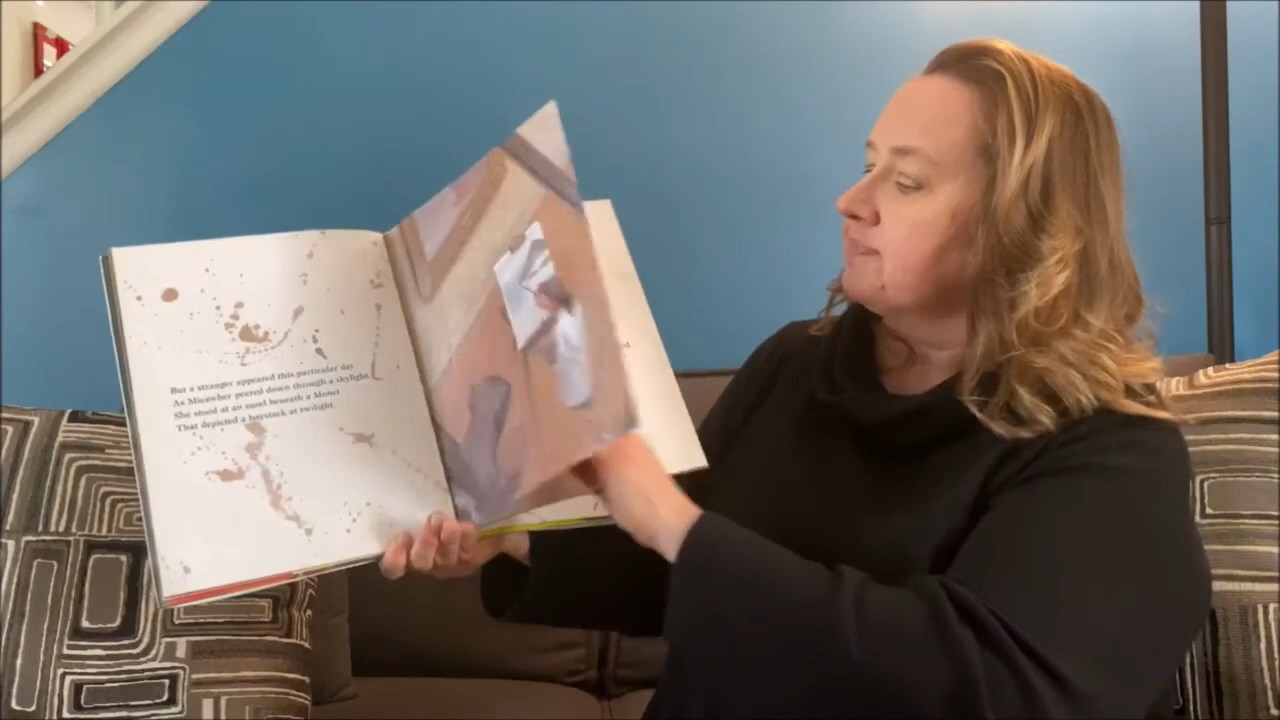 But a stranger appeared this particular day
As Micawber peered down through a skylight.
She stood at an easel beneath a Monet
That depicted a haystack at twilight.